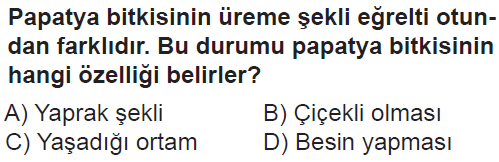 Papatya bitkisinin üreme şekli eğrelti otun-
dan farklıdır. Bu durumu papatya bitkisinin
hangi özelliği belirler?
A) Yaprak şekli B) Çiçekli olması
C) Yaşadığı ortam D) Besin yapması